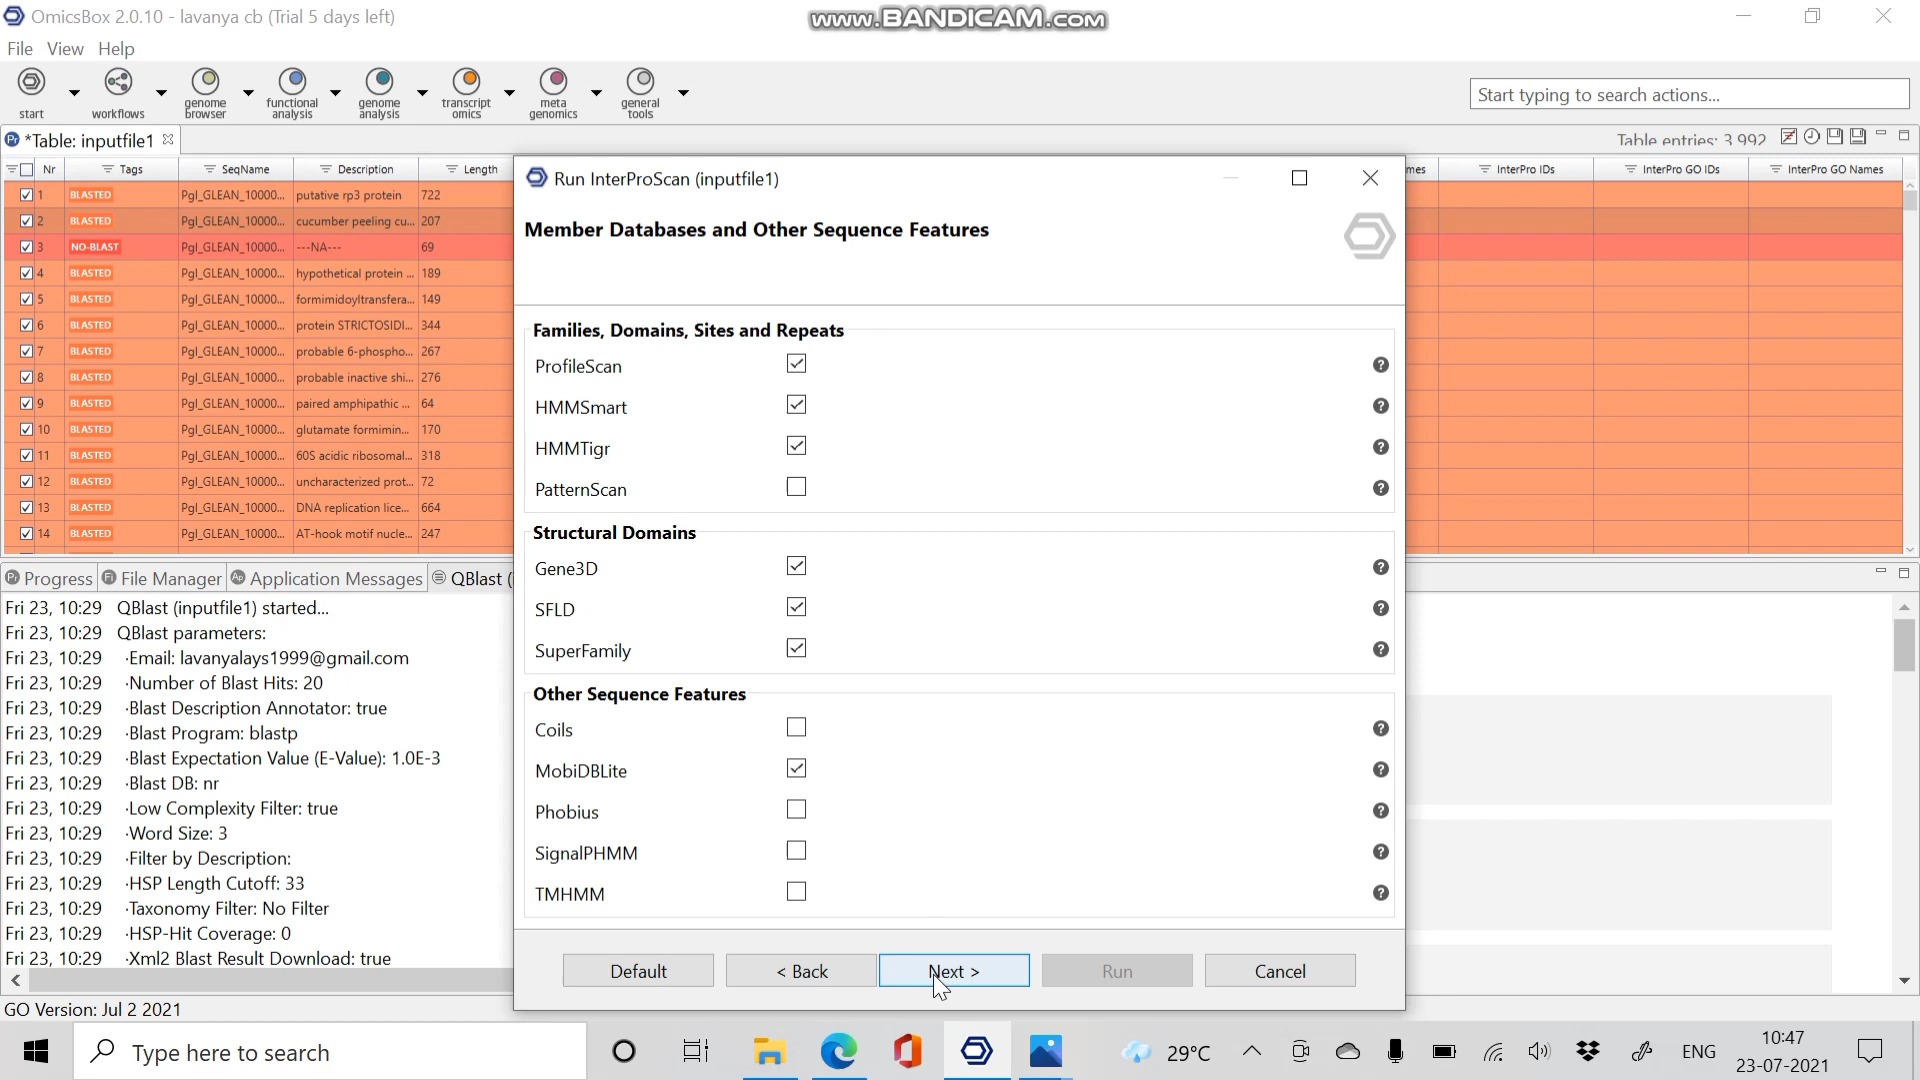 OmicsBox 2.0.10 - lavanya cb (Trial 5 days left)
www.BANDICAM.com
File View Help
start
workflows
genome browser
functional analysis
genome analysis
transcript omics
meta genomics
general tools
Start typing to search actions...
*Table: inputfile1
Table entries: 3,992
Nr Tags SeqName Description Length
InterPro IDs InterPro GO IDs InterPro GO Names
1 BLASTED Pgl_GLEAN_10000... putative rp3 protein 722
2 BLASTED Pgl_GLEAN_10000... cucumber peeling cu... 207
3 NO-BLAST Pgl_GLEAN_10000... ---NA--- 69
4 BLASTED Pgl_GLEAN_10000... hypothetical protein ... 189
5 BLASTED Pgl_GLEAN_10000... formimidoyltransfera... 149
6 BLASTED Pgl_GLEAN_10000... protein STRICTOSIDI... 344
7 BLASTED Pgl_GLEAN_10000... probable 6-phospho... 267
8 BLASTED Pgl_GLEAN_10000... probable inactive shi... 276
9 BLASTED Pgl_GLEAN_10000... paired amphipathic ... 64
10 BLASTED Pgl_GLEAN_10000... glutamate formimin... 170
11 BLASTED Pgl_GLEAN_10000... 60S acidic ribosomal... 318
12 BLASTED Pgl_GLEAN_10000... uncharacterized prot... 72
13 BLASTED Pgl_GLEAN_10000... DNA replication lice... 664
14 BLASTED Pgl_GLEAN_10000... AT-hook motif nucle... 247
Run InterProScan (inputfile1)
Member Databases and Other Sequence Features
Families, Domains, Sites and Repeats
ProfileScan
HMMSmart
HMMTigr
PatternScan
Structural Domains
Gene3D
SFLD
SuperFamily
Other Sequence Features
Coils
MobiDBLite
Phobius
SignalPHMM
TMHMM
Default < Back Next > Run Cancel
Progress File Manager Application Messages QBlast (
Fri 23, 10:29 QBlast (inputfile1) started...
Fri 23, 10:29 QBlast parameters:
Fri 23, 10:29 ·Email: lavanyalays1999@gmail.com
Fri 23, 10:29 ·Number of Blast Hits: 20
Fri 23, 10:29 ·Blast Description Annotator: true
Fri 23, 10:29 ·Blast Program: blastp
Fri 23, 10:29 ·Blast Expectation Value (E-Value): 1.0E-3
Fri 23, 10:29 ·Blast DB: nr
Fri 23, 10:29 ·Low Complexity Filter: true
Fri 23, 10:29 ·Word Size: 3
Fri 23, 10:29 ·Filter by Description:
Fri 23, 10:29 ·HSP Length Cutoff: 33
Fri 23, 10:29 ·Taxonomy Filter: No Filter
Fri 23, 10:29 ·HSP-Hit Coverage: 0
Fri 23, 10:29 ·Xml2 Blast Result Download: true
GO Version: Jul 2 2021
Type here to search
29°C
ENG
10:47
23-07-2021